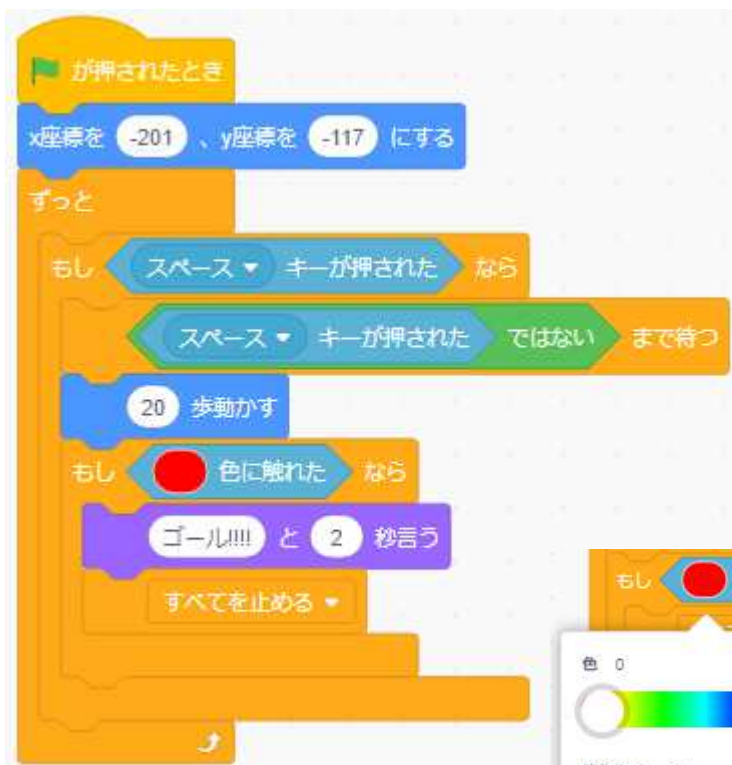 が押されたとき
x座標を -201 、y座標を -117 にする
ずっと
もし スペース キーが押された なら
スペース キーが押された ではない まで待つ
20 歩動かす
もし 色に触れた なら
ゴール!!!! と 2 秒言う
すべてを止める
もし
色 0